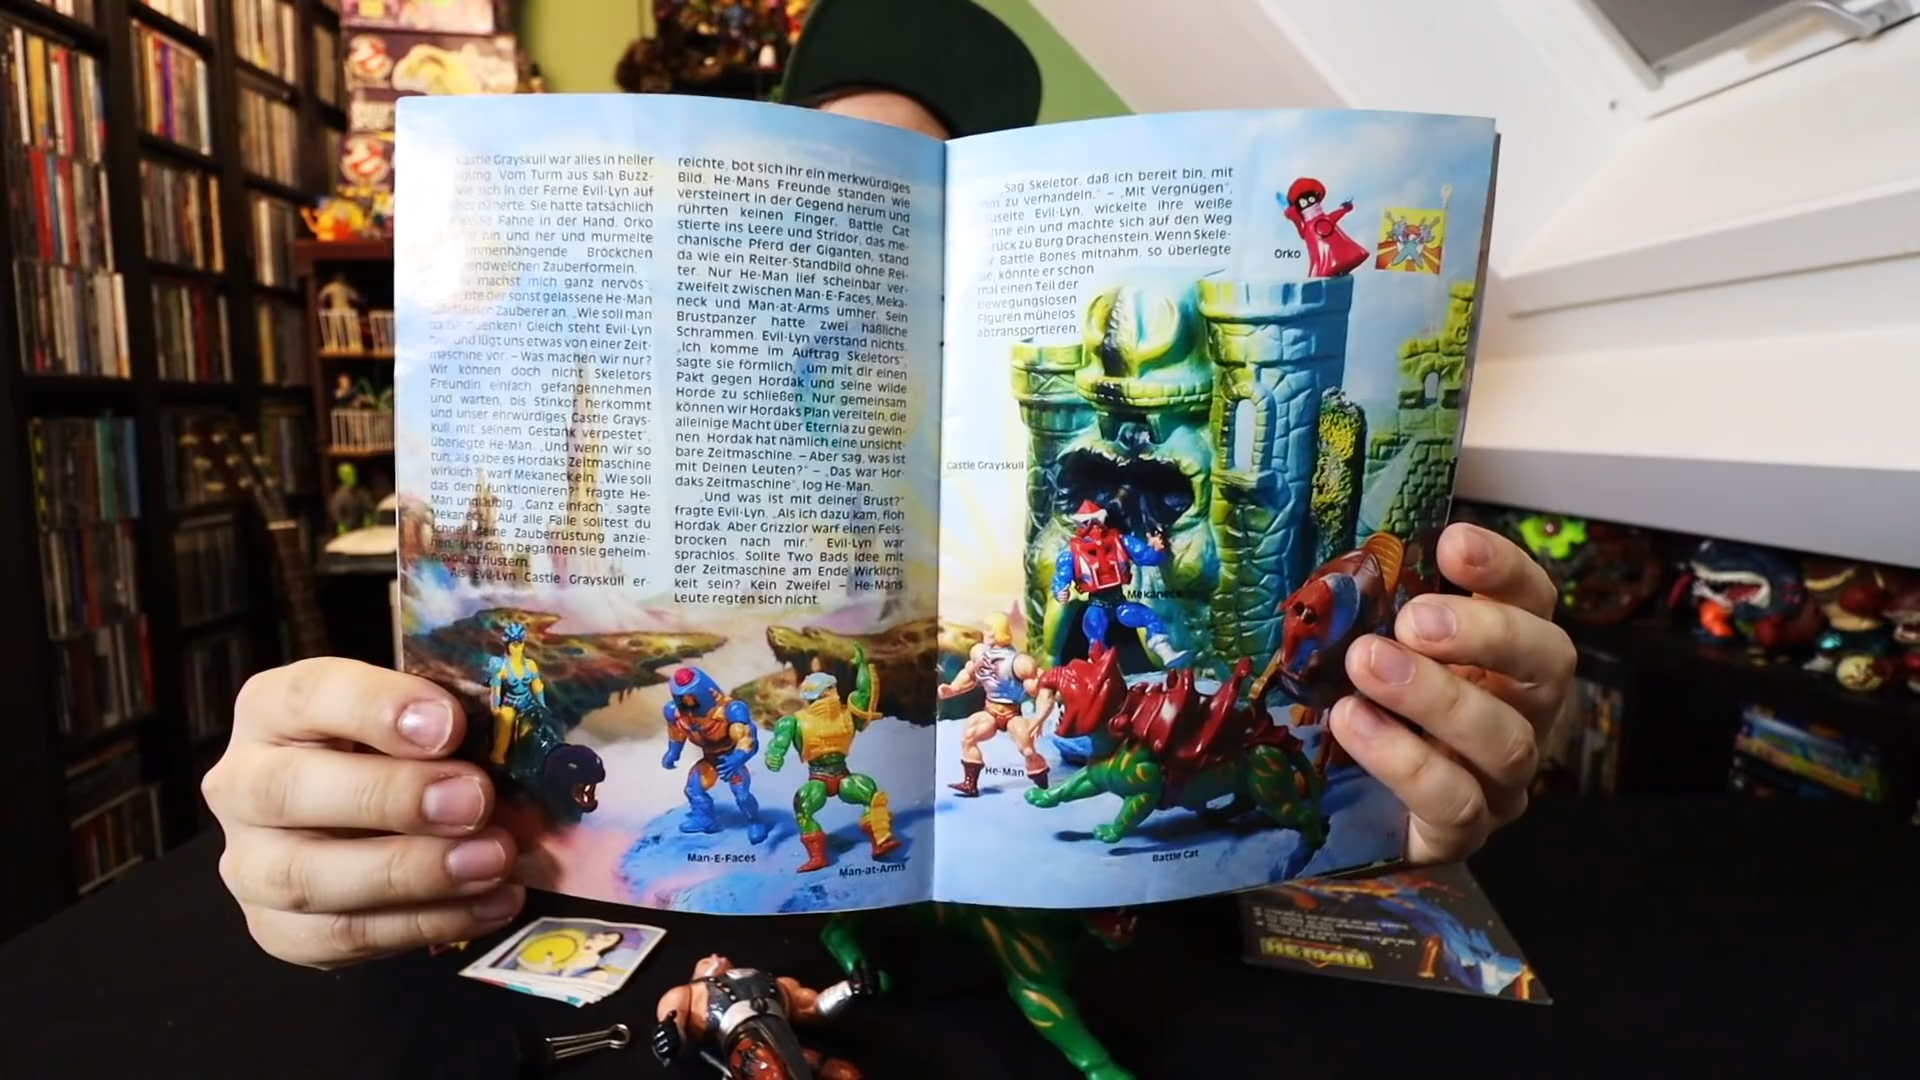 Castle Grayskull war alles in heller
Vom Turm aus sah Buzz-
sich in der Ferne Evil-Lyn auf
näherte. Sie hatte tatsächlich
Fahne in der Hand. Orko
hin und her und murmelte
Bröckchen
Zauberformeln.
machst mich ganz nervös",
der sonst gelassene He-Man
Zauberer an. „Wie soll man
denken! Gleich steht Evil-Lyn
und lügt uns etwas von einer Zeit-
maschine vor. – Was machen wir nur?
Wir können doch nicht Skeletors
Freundin einfach gefangennehmen
und warten, bis Stinkor herkommt
und unser ehrwürdiges Castle Grays-
kull mit seinem Gestank verpestet",
überlegte He-Man. „Und wenn wir so
tun, als gäbe es Hordaks Zeitmaschine
wirklich?" warf Mekaneck ein. „Wie soll
das denn funktionieren?" fragte He-
Man ungläubig. „Ganz einfach", sagte
Mekaneck. „Auf alle Fälle solltest du
schnell deine Zauberrüstung anzie-
hen." Und dann begannen sie geheim-
zu flüstern.
Als Evil-Lyn Castle Grayskull er-
reichte, bot sich ihr ein merkwürdiges
Bild. He-Mans Freunde standen wie
versteinert in der Gegend herum und
rührten keinen Finger. Battle Cat
stierte ins Leere und Stridor, das me-
chanische Pferd der Giganten, stand
da wie ein Reiter-Standbild ohne Rei-
ter. Nur He-Man lief scheinbar ver-
zweifelt zwischen Man-E-Faces, Meka-
neck und Man-at-Arms umher. Sein
Brustpanzer hatte zwei häßliche
Schrammen. Evil-Lyn verstand nichts.
„Ich komme im Auftrag Skeletors",
sagte sie förmlich, „um mit dir einen
Pakt gegen Hordak und seine wilde
Horde zu schließen. Nur gemeinsam
können wir Hordaks Plan vereiteln, die
alleinige Macht über Eternia zu gewin-
nen. Hordak hat nämlich eine unsicht-
bare Zeitmaschine. – Aber sag, was ist
mit Deinen Leuten?" – „Das war Hor-
daks Zeitmaschine", log He-Man.
„Und was ist mit deiner Brust?"
fragte Evil-Lyn. „Als ich dazu kam, floh
Hordak. Aber Grizzlor warf einen Fels-
brocken nach mir." Evil-Lyn war
sprachlos. Sollte Two Bads Idee mit
der Zeitmaschine am Ende Wirklich-
keit sein? Kein Zweifel – He-Mans
Leute regten sich nicht.
Man-E-Faces
Man-at-Arms
„Sag Skeletor, daß ich bereit bin, mit
ihm zu verhandeln." – „Mit Vergnügen",
Evil-Lyn, wickelte ihre weiße
ein und machte sich auf den Weg
zurück zu Burg Drachenstein. Wenn Skele-
Battle Bones mitnahm, so überlegte
sie, könnte er schon
mal einen Teil der
bewegungslosen
Figuren mühelos
abtransportieren.
Orko
Castle Grayskull
Mekaneck
He-Man
Battle Cat
HE-MAN